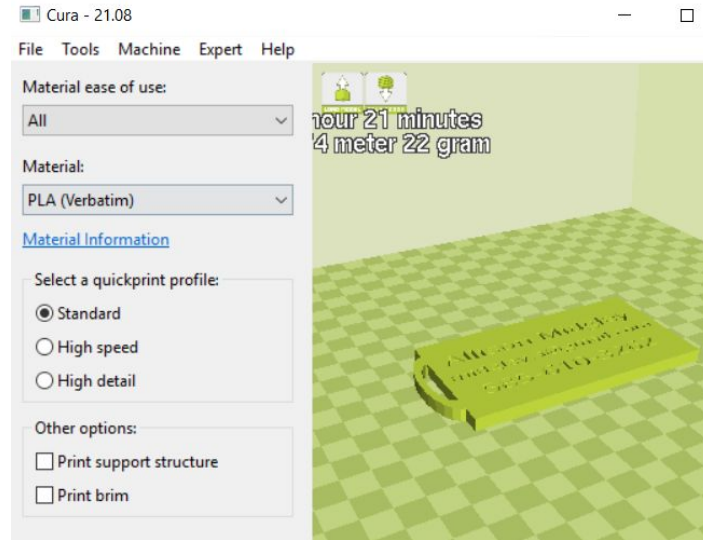 Cura - 21.08
File Tools Machine Expert Help
Material ease of use:
All
Material:
PLA (Verbatim)
Material Information
Select a quickprint profile:
Standard
High speed
High detail
Other options:
Print support structure
Print brim
hour 21 minutes
4 meter 22 gram